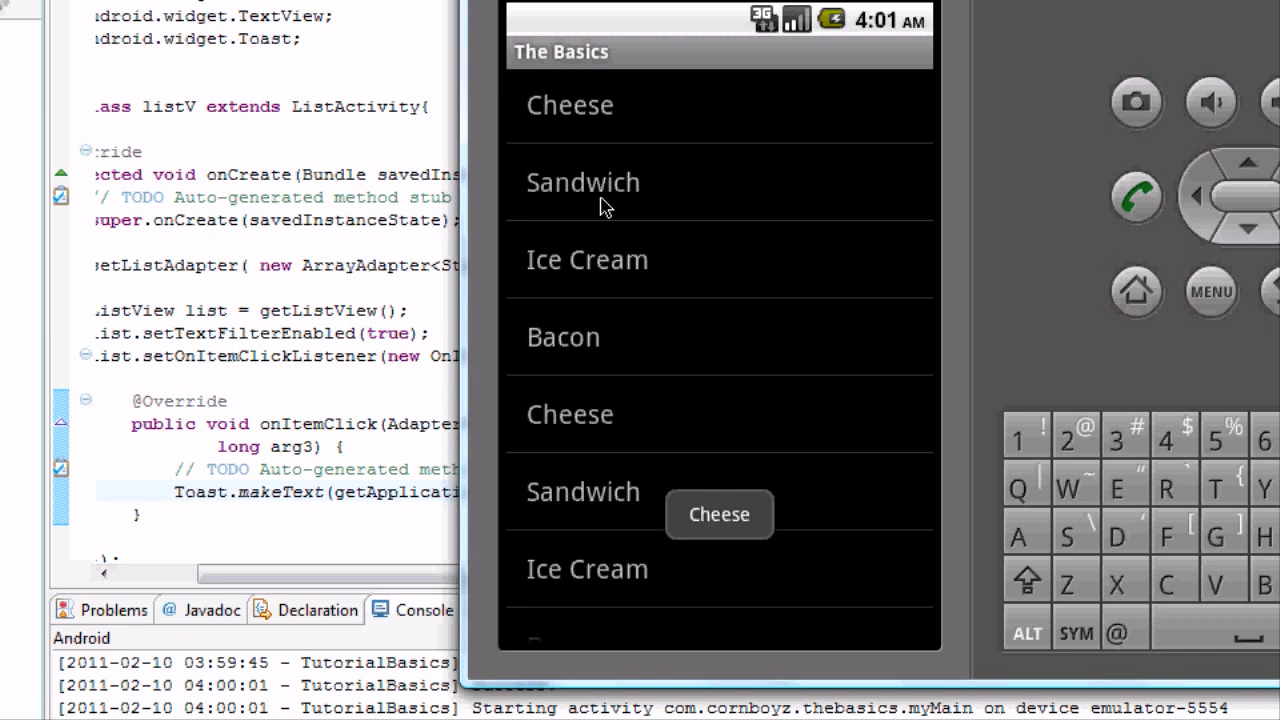 ndroid.widget.TextView;
ndroid.widget.Toast;
.ass listV extends ListActivity{
ride
cted void onCreate(Bundle savedIns
/ TODO Auto-generated method stub
super.onCreate(savedInstanceState);
etListAdapter( new ArrayAdapter<St
istView list = getListView();
ist.setTextFilterEnabled(true);
ist.setOnItemClickListener(new OnI
@Override
public void onItemClick(Adapter
long arg3) {
// TODO Auto-generated meth
Toast.makeText(getApplicati
}
);
Problems
@ Javadoc
Declaration
Console
Android
[2011-02-10 03:59:45 - TutorialBasics]
[2011-02-10 04:00:01 - TutorialBasics]
[2011-02-10 04:00:01 - TutorialBasics] Starting activity com.cornboyz.thebasics.myMain on device emulator-5554
3G 4:01 AM
The Basics
Cheese
Sandwich
Ice Cream
Bacon
Cheese
Sandwich
Cheese
Ice Cream
MENU
1 ! 2 @ 3 # 4 $ 5 % 6
Q | W ~ E " R ` T { Y
A S \ D ' F [ G ] H
Z X C V B
ALT SYM @